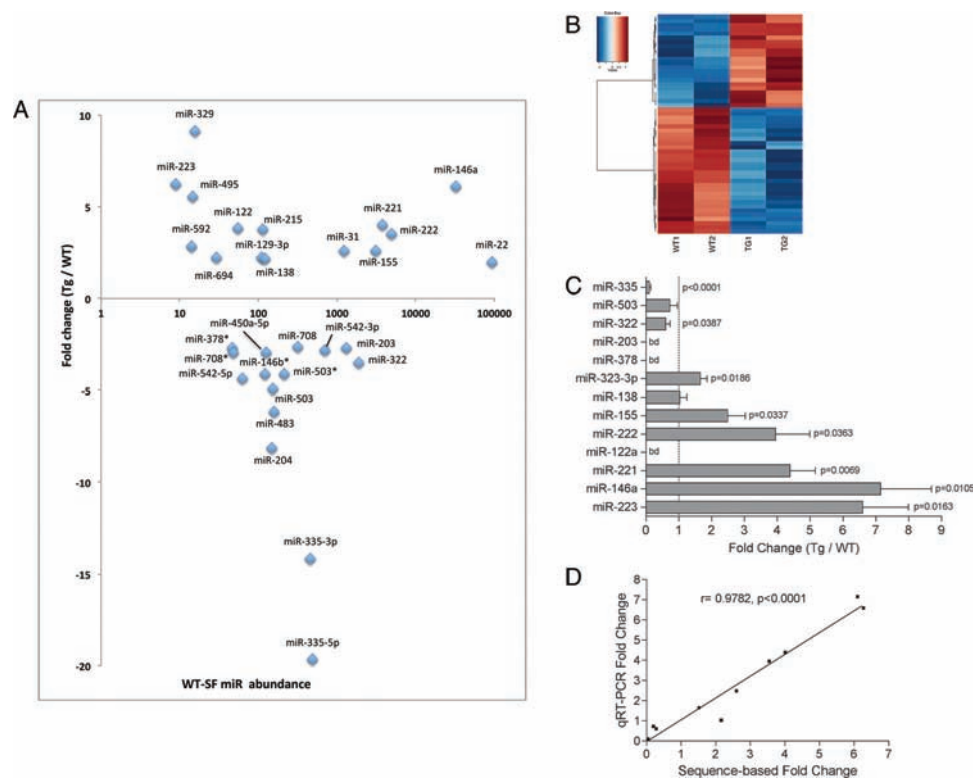 A
10
5
0
-5
-10
-15
-20
Fold change (Tg / WT)
1
10
100
1000
10000
100000
WT-SF miR abundance
miR-329
miR-223
miR-495
miR-146a
miR-122
miR-215
miR-221
miR-222
miR-592
miR-129-3p
miR-31
miR-22
miR-694
miR-138
miR-155
miR-450a-5p
miR-542-3p
miR-378*
miR-708
miR-203
miR-708*
miR-146b*
miR-322
miR-542-5p
miR-503*
miR-503
miR-483
miR-204
miR-335-3p
miR-335-5p
B
WT1
WT2
TG1
TG2
C
miR-335 p<0.0001
miR-503
miR-322 p=0.0387
miR-203 bd
miR-378 bd
miR-323-3p p=0.0186
miR-138
miR-155 p=0.0337
miR-222 p=0.0363
miR-122a bd
miR-221 p=0.0069
miR-146a p=0.0105
miR-223 p=0.0163
0 1 2 3 4 5 6 7 8 9
Fold Change (Tg / WT)
D
r= 0.9782, p<0.0001
qRT-PCR Fold Change
8
7
6
5
4
3
2
1
0
0 1 2 3 4 5 6 7
Sequence-based Fold Change